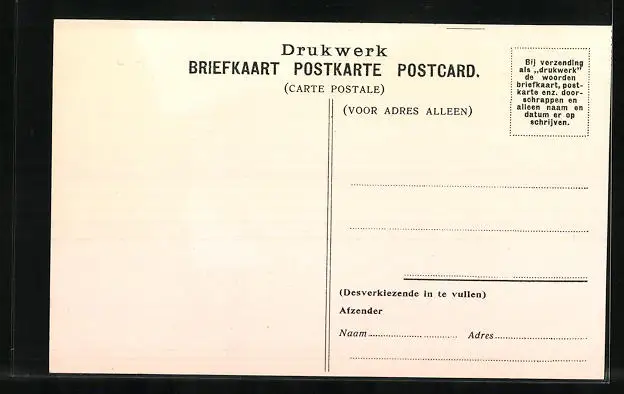 Drukwerk
BRIEFKAART POSTKARTE POSTCARD.
(CARTE POSTALE)
(VOOR ADRES ALLEEN)
Bij verzending
als „drukwerk"
de woorden
briefkaart, post-
karte enz. door-
schrappen en
alleen naam en
datum er op
schrijven.
(Desverkiezende in te vullen)
Afzender
Naam Adres